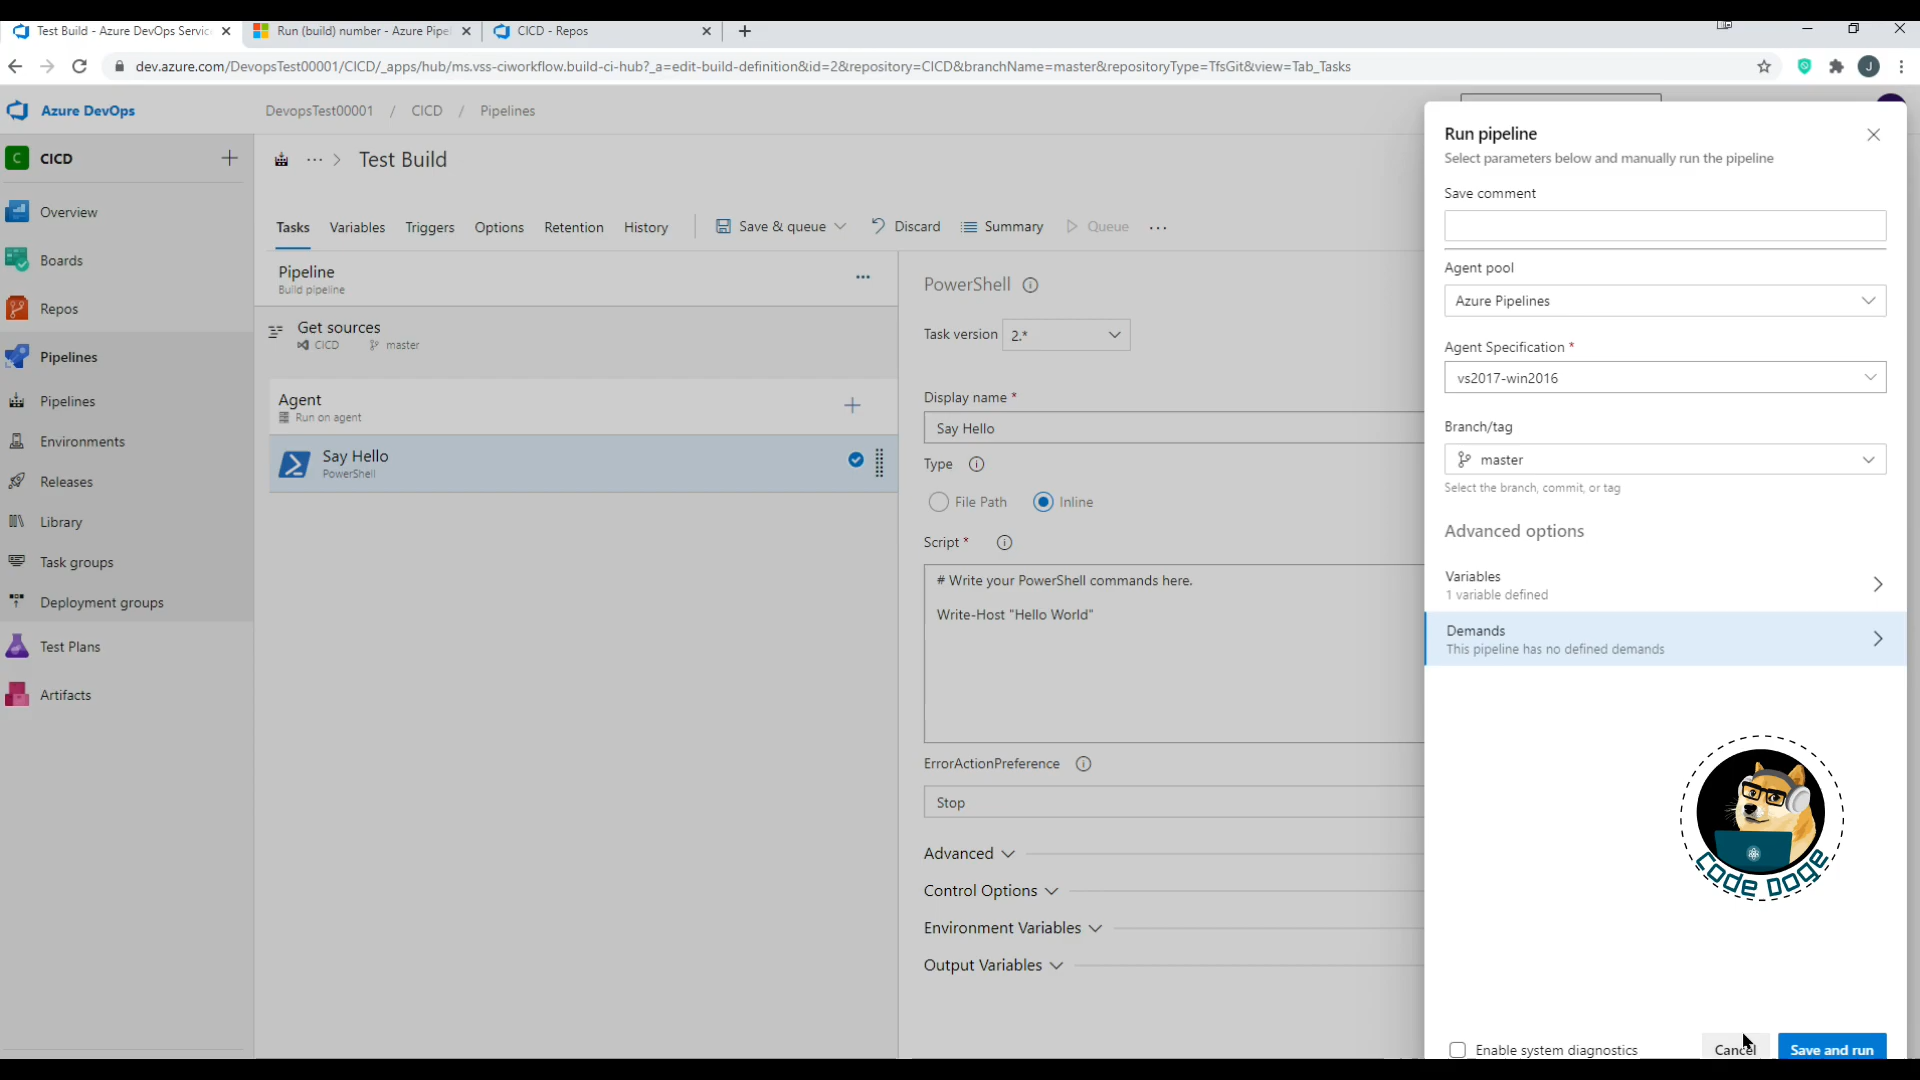 Test Build - Azure DevOps Servic
Run (build) number - Azure Pipel
CICD - Repos
dev.azure.com/DevopsTest00001/CICD/_apps/hub/ms.vss-ciworkflow.build-ci-hub?_a=edit-build-definition&id=2&repository=CICD&branchName=master&repositoryType=TfsGit&view=Tab_Tasks
J
Azure DevOps
DevopsTest00001 / CICD / Pipelines
C CICD
Overview
Boards
Repos
Pipelines
Pipelines
Environments
Releases
Library
Task groups
Deployment groups
Test Plans
Artifacts
Test Build
Tasks Variables Triggers Options Retention History Save & queue Discard Summary Queue
Pipeline
Build pipeline
Get sources
CICD master
Agent
Run on agent
Say Hello
PowerShell
PowerShell
Task version 2.*
Display name *
Say Hello
Type
File Path Inline
Script *
# Write your PowerShell commands here.
Write-Host "Hello World"
ErrorActionPreference
Stop
Advanced
Control Options
Environment Variables
Output Variables
Run pipeline
Select parameters below and manually run the pipeline
Save comment
Agent pool
Azure Pipelines
Agent Specification *
vs2017-win2016
Branch/tag
master
Select the branch, commit, or tag
Advanced options
Variables
1 variable defined
Demands
This pipeline has no defined demands
Code Doge
Enable system diagnostics Cancel Save and run